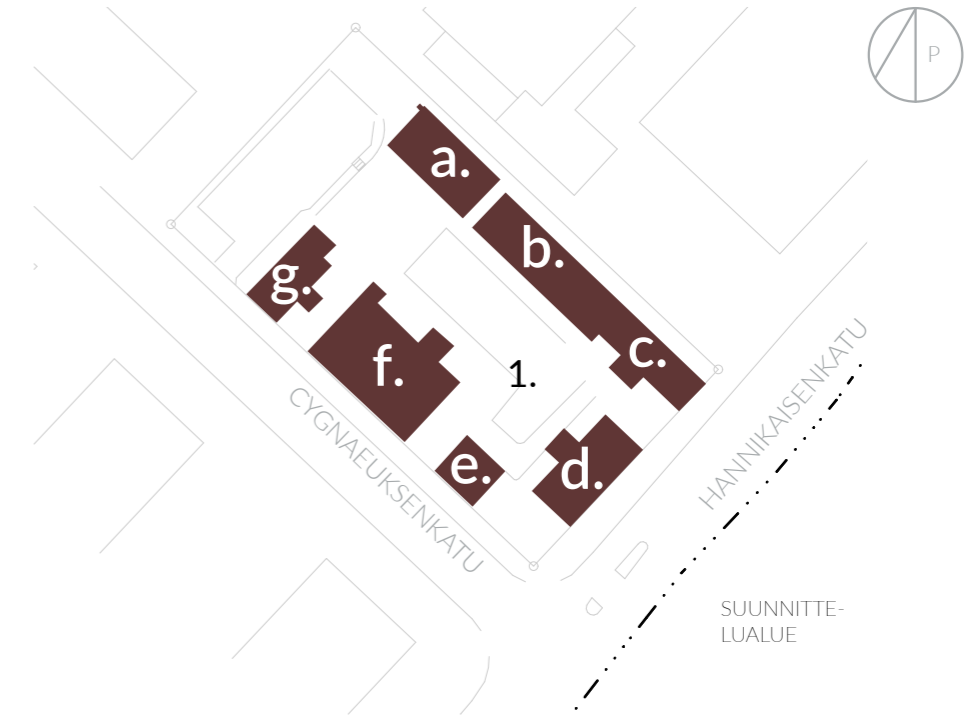 P
a.
b.
g.
c.
f.
1.
e.
d.
CYGNAEUKSENKATU
HANNIKAISENKATU
SUUNNITTE-
LUALUE